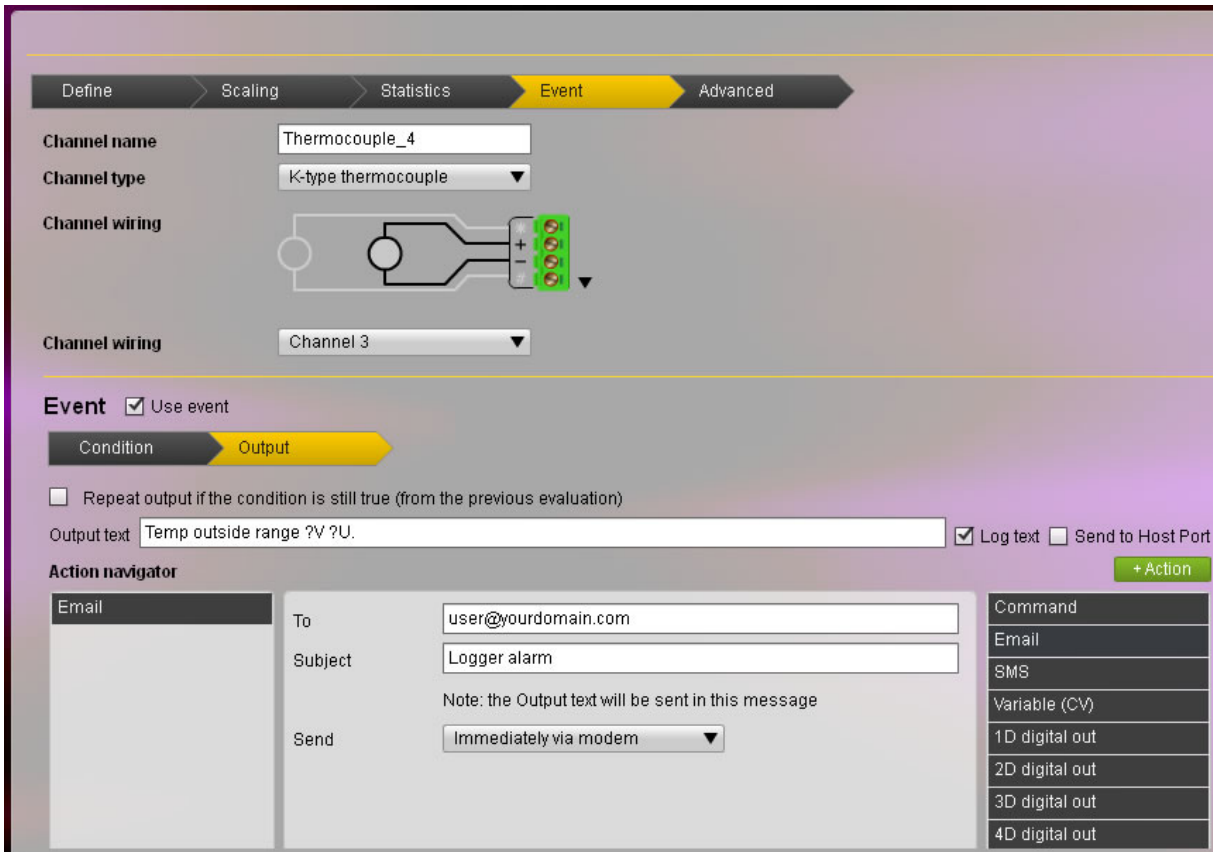 Define Scaling Statistics Event Advanced
Channel name Thermocouple_4
Channel type K-type thermocouple
Channel wiring
*
+
−
#
Channel wiring Channel 3
Event Use event
Condition Output
Repeat output if the condition is still true (from the previous evaluation)
Output text Temp outside range ?V ?U. Log text Send to Host Port
Action navigator + Action
Email
To user@yourdomain.com
Subject Logger alarm
Note: the Output text will be sent in this message
Send Immediately via modem
Command
Email
SMS
Variable (CV)
1D digital out
2D digital out
3D digital out
4D digital out